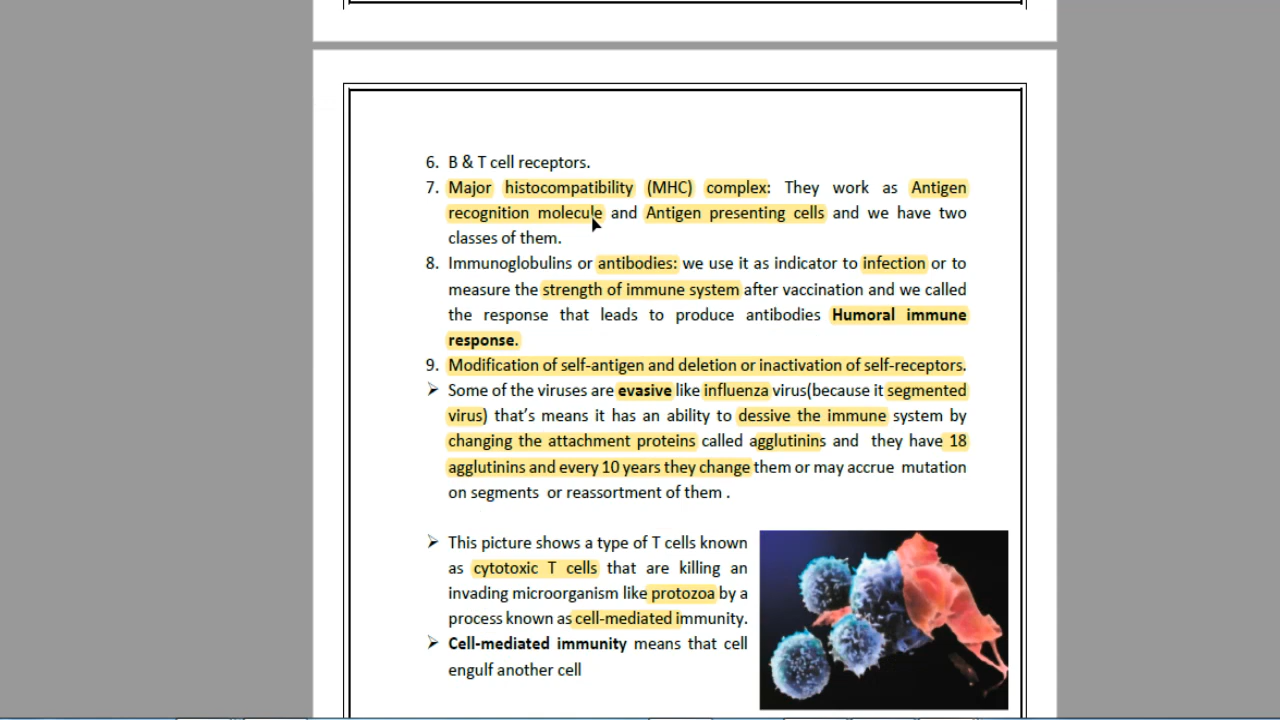 6. B & T cell receptors.
7. Major histocompatibility (MHC) complex: They work as Antigen
recognition molecule and Antigen presenting cells and we have two
classes of them.
8. Immunoglobulins or antibodies: we use it as indicator to infection or to
measure the strength of immune system after vaccination and we called
the response that leads to produce antibodies Humoral immune
response.
9. Modification of self-antigen and deletion or inactivation of self-receptors.
➢ Some of the viruses are evasive like influenza virus(because it segmented
virus) that’s means it has an ability to dessive the immune system by
changing the attachment proteins called agglutinins and they have 18
agglutinins and every 10 years they change them or may accrue mutation
on segments or reassortment of them .
➢ This picture shows a type of T cells known
as cytotoxic T cells that are killing an
invading microorganism like protozoa by a
process known as cell-mediated immunity.
➢ Cell-mediated immunity means that cell
engulf another cell